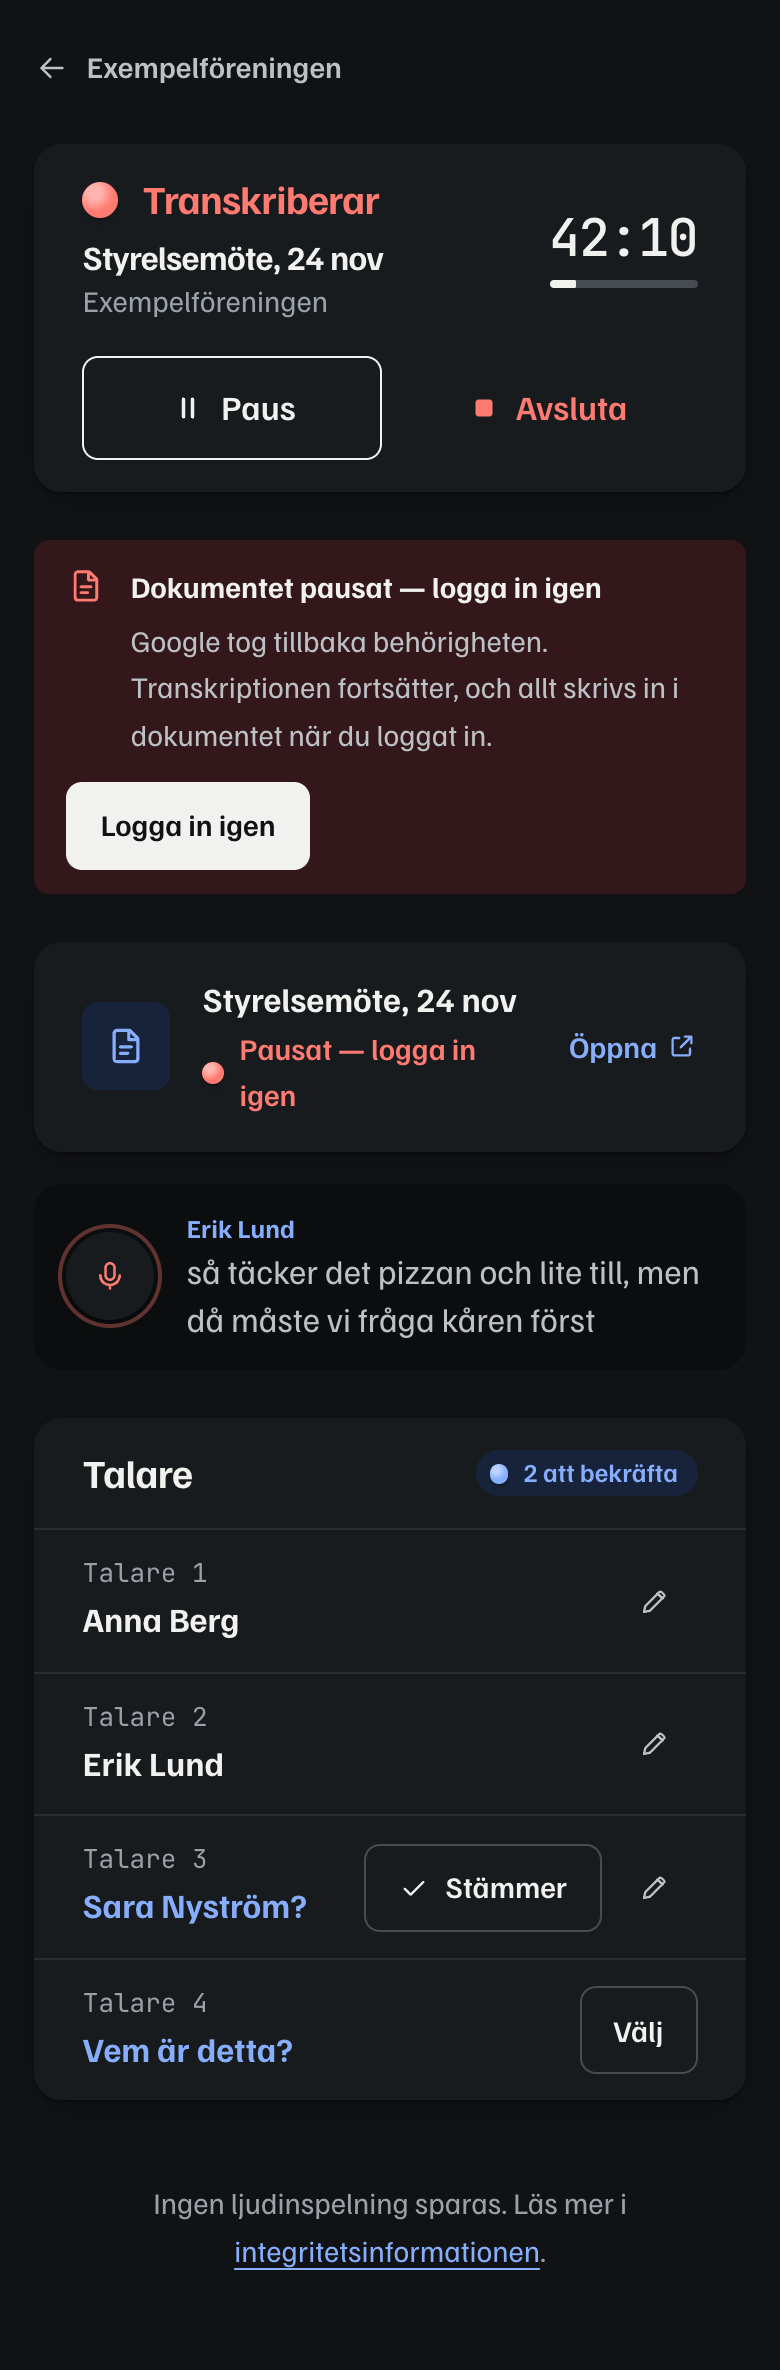 Exempelföreningen
Transkriberar
Styrelsemöte, 24 nov
Exempelföreningen
42:10
Paus
Avsluta
Dokumentet pausat — logga in igen
Google tog tillbaka behörigheten.
Transkriptionen fortsätter, och allt skrivs in i
dokumentet när du loggat in.
Logga in igen
Styrelsemöte, 24 nov
Pausat — logga in
igen
Öppna
Erik Lund
så täcker det pizzan och lite till, men
då måste vi fråga kåren först
Talare
2 att bekräfta
Talare 1
Anna Berg
Talare 2
Erik Lund
Talare 3
Sara Nyström?
Stämmer
Talare 4
Vem är detta?
Välj
Ingen ljudinspelning sparas. Läs mer i
integritetsinformationen.